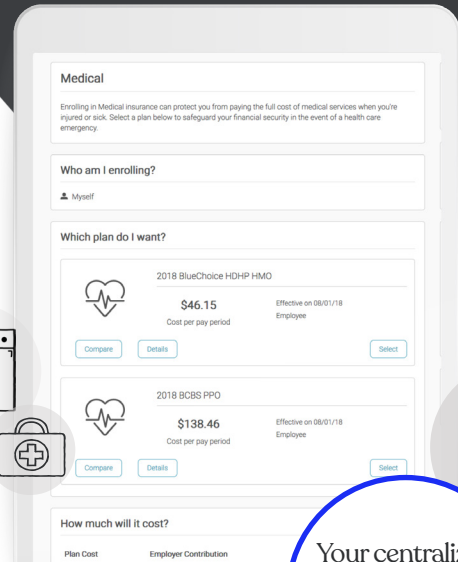 Medical
Enrolling in Medical insurance can protect you from paying the full cost of medical services when you're
injured or sick. Select a plan below to safeguard your financial security in the event of a health care
emergency.
Who am I enrolling?
Myself
Which plan do I want?
2018 BlueChoice HDHP HMO
$46.15
Cost per pay period
Effective on 08/01/18
Employee
Compare
Details
Select
2018 BCBS PPO
$138.46
Cost per pay period
Effective on 08/01/18
Employee
Compare
Details
Select
How much will it cost?
Plan Cost
Employer Contribution
Your centraliz